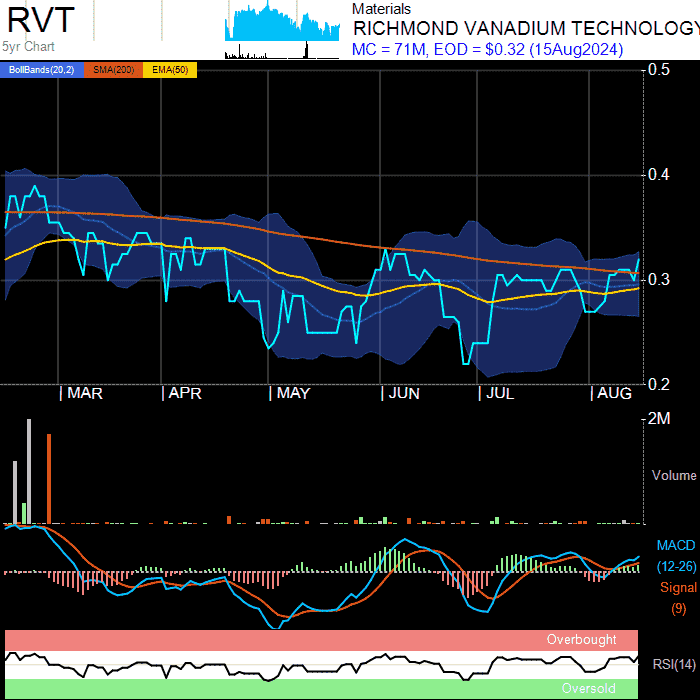 RVT
5yr Chart
Materials
RICHMOND VANADIUM TECHNOLOGY
MC = 71M, EOD = $0.32 (15Aug2024)
BollBands(20,2) SMA(200) EMA(50)
0.5
0.4
0.3
0.2
MAR APR MAY JUN JUL AUG
2M
Volume
MACD
(12-26)
Signal
(9)
Overbought
RSI(14)
Oversold